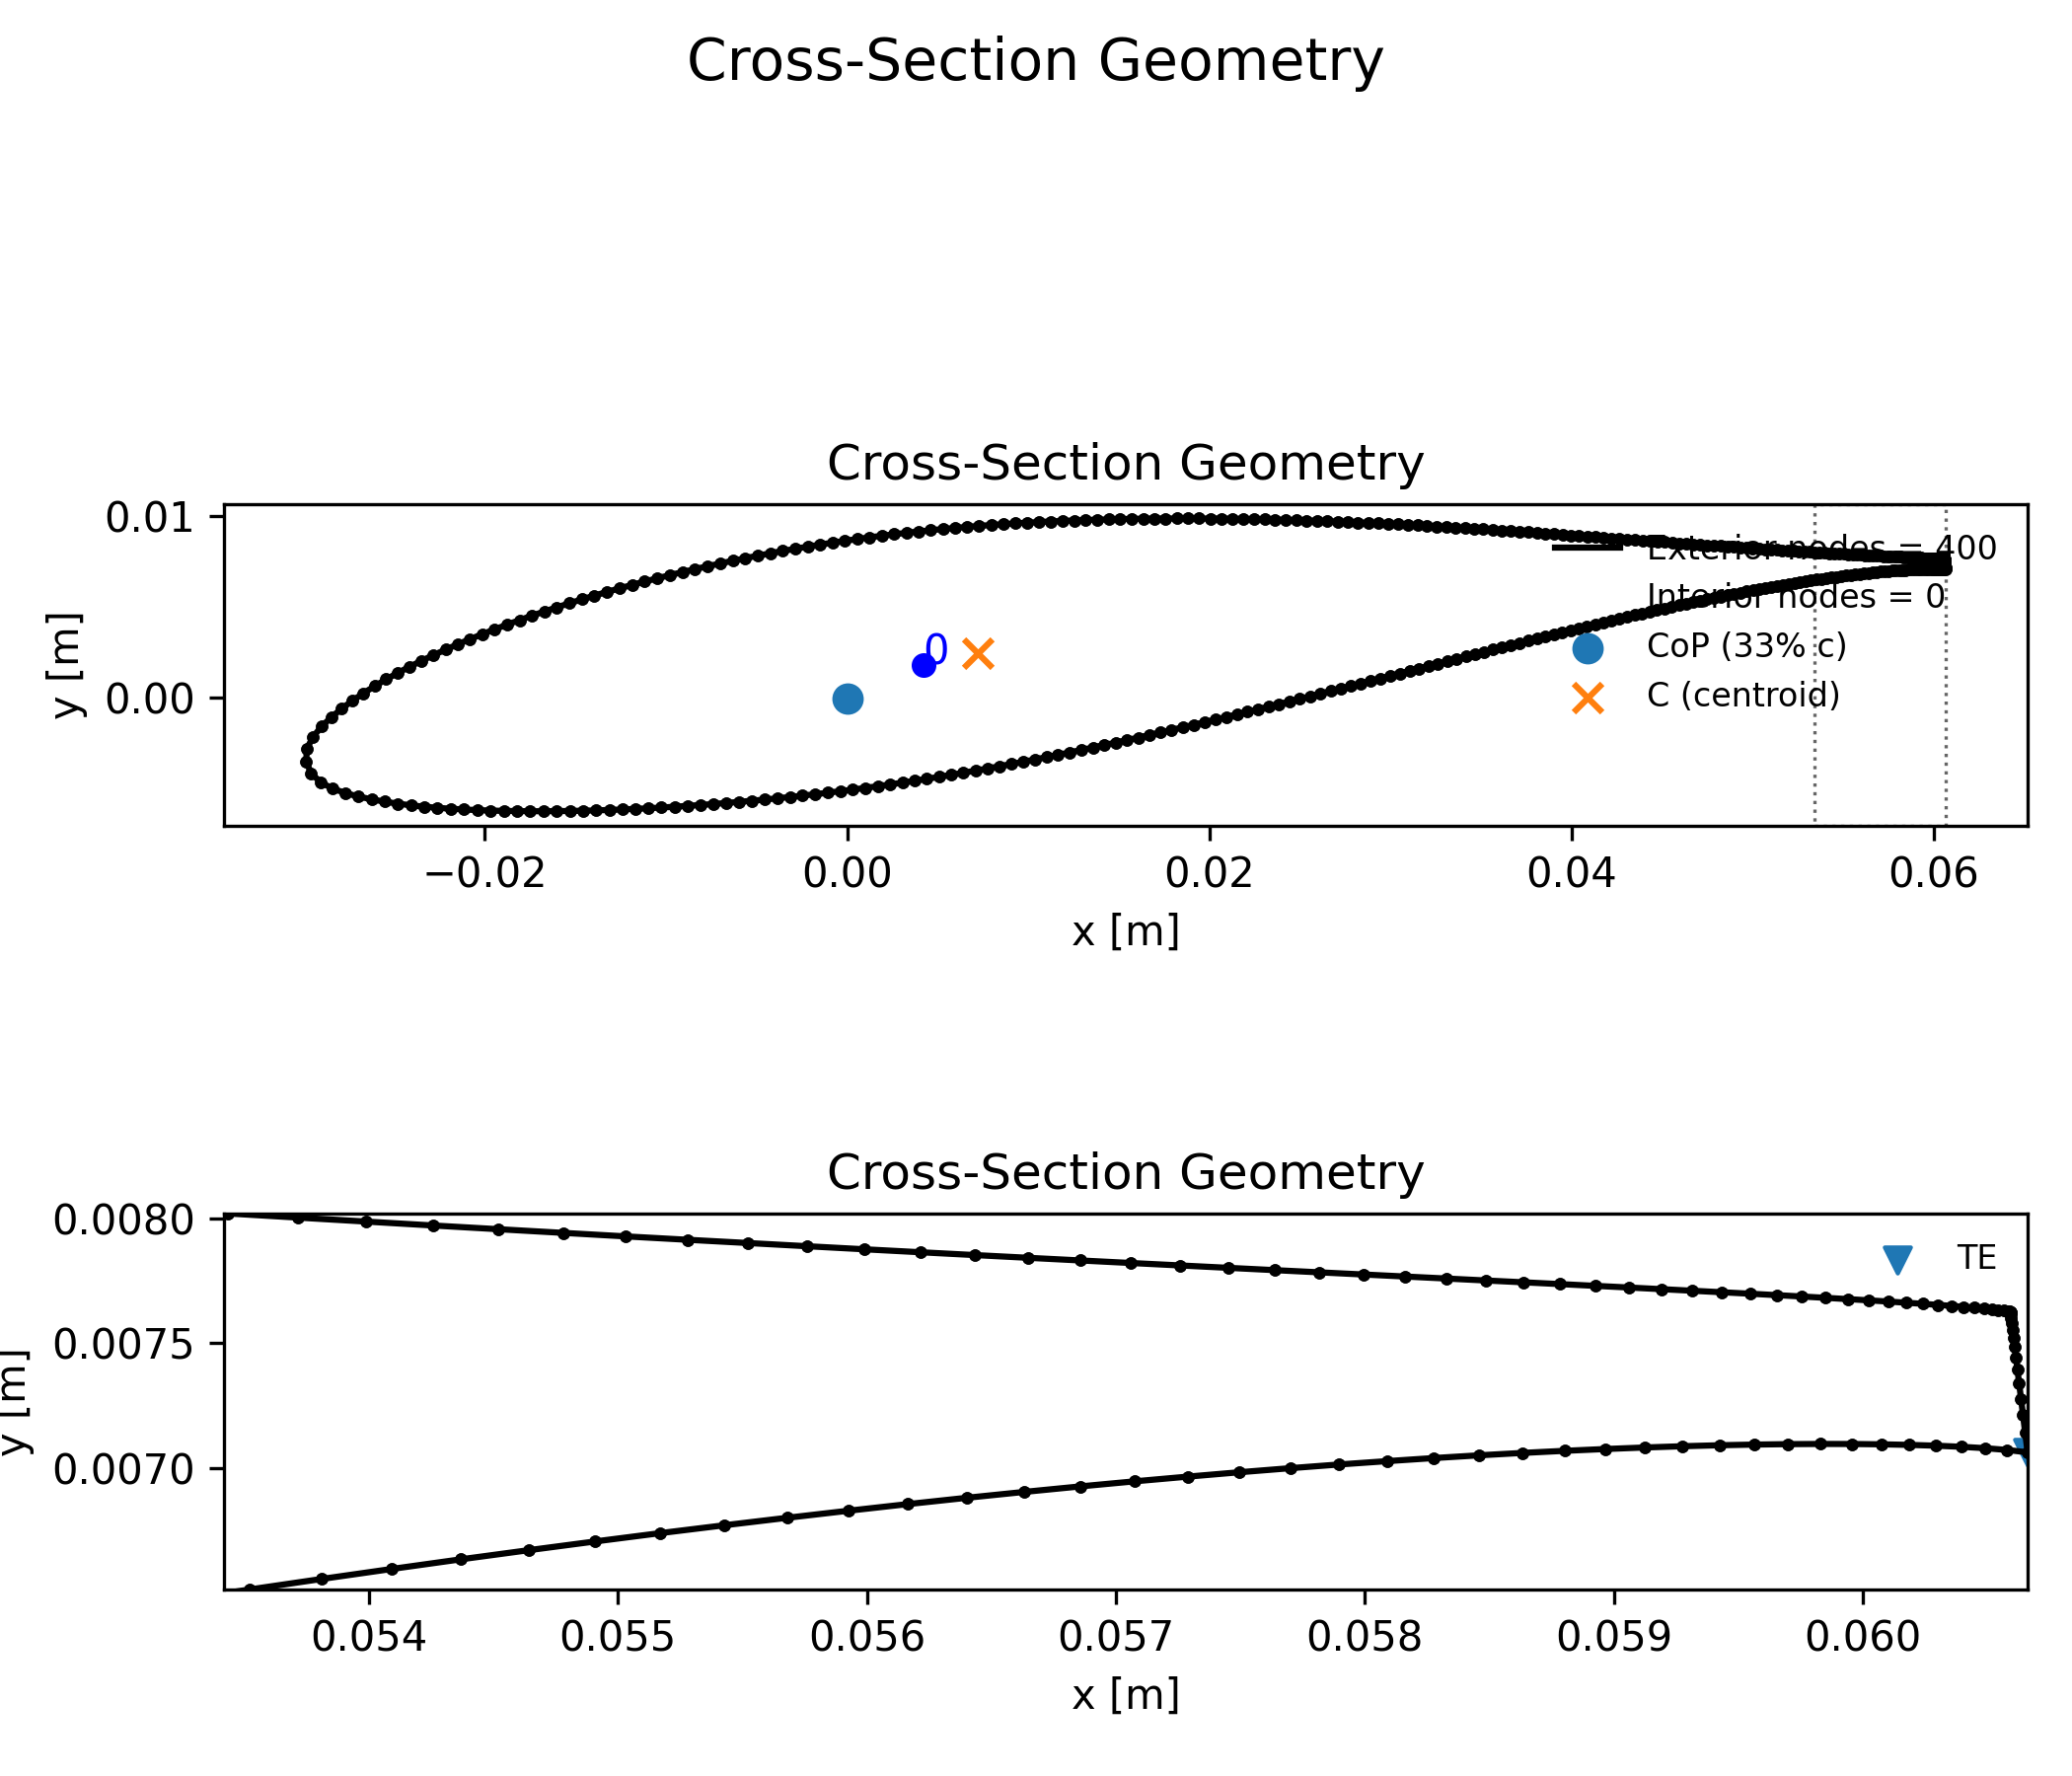 Cross-Section Geometry
Cross-Section Geometry
0.01
0.00
y [m]
0
Exterior nodes = 400
Interior nodes = 0
CoP (33% c)
C (centroid)
−0.02
0.00
0.02
0.04
0.06
x [m]
Cross-Section Geometry
0.0080
0.0075
0.0070
y [m]
TE
0.054
0.055
0.056
0.057
0.058
0.059
0.060
x [m]